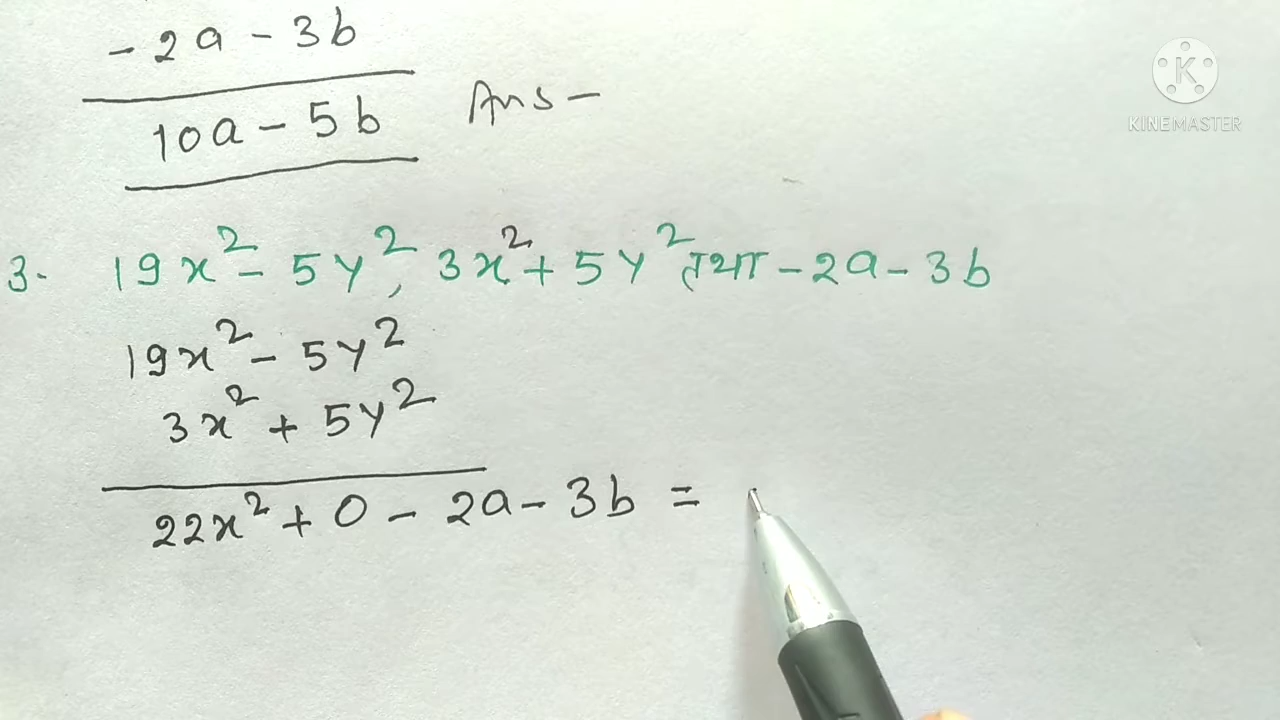 - 2a - 3b
10a - 5b Ans -
K
KINEMASTER
3. 19x² - 5y², 3x² + 5y² तथा - 2a - 3b
19x² - 5y²
3x² + 5y²
22x² + 0 - 2a - 3b =